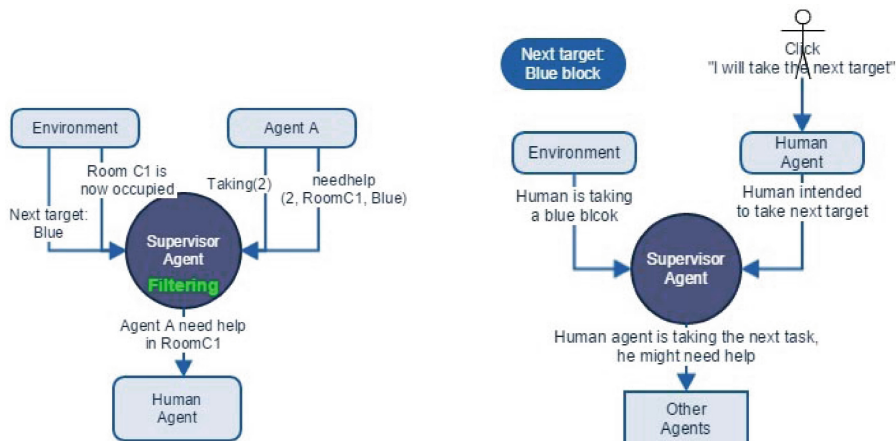 Environment
Agent A
Room C1 is
now occupied
Taking(2)
needhelp
(2, RoomC1, Blue)
Next target:
Blue
Supervisor
Agent
Filtering
Agent A need help
in RoomC1
Human
Agent
Next target:
Blue block
Click
"I will take the next target"
Environment
Human
Agent
Human is taking
a blue blcok
Human intended
to take next target
Supervisor
Agent
Human agent is taking the next task,
he might need help
Other
Agents